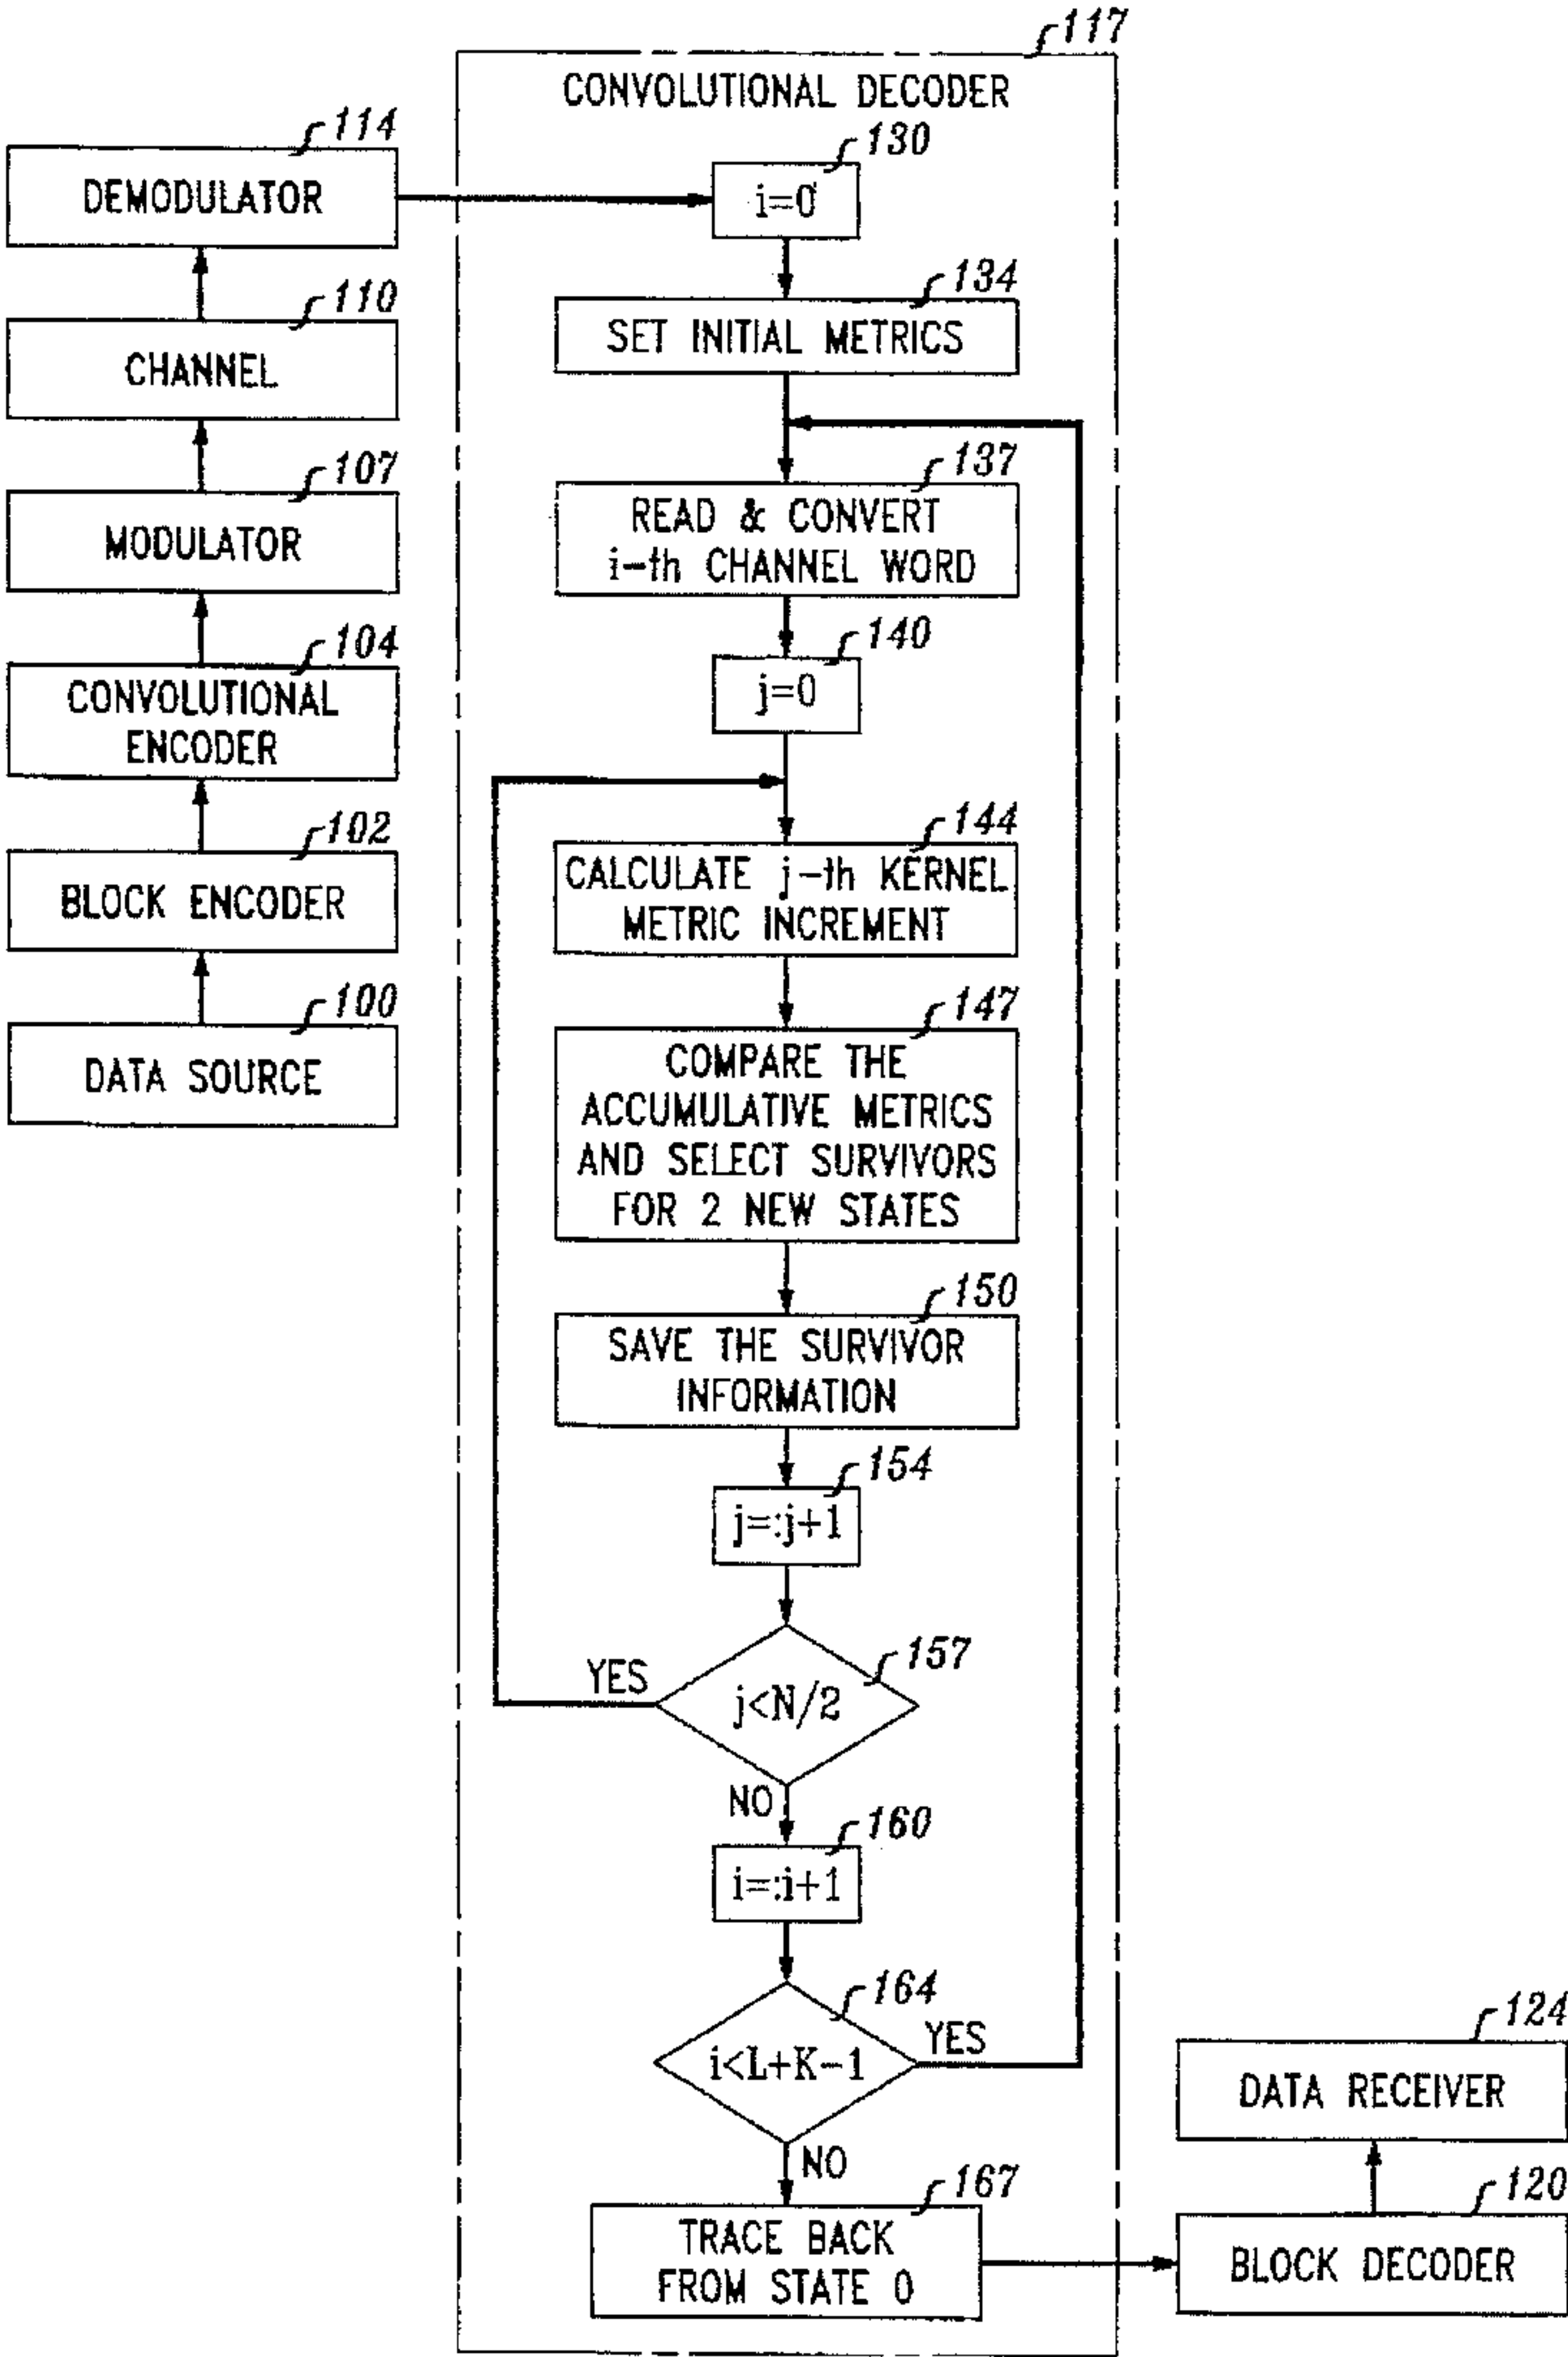 117
CONVOLUTIONAL DECODER
114
DEMODULATOR
130
i=0
110
CHANNEL
134
SET INITIAL METRICS
107
MODULATOR
137
READ & CONVERT
i-th CHANNEL WORD
104
CONVOLUTIONAL
ENCODER
140
j=0
102
BLOCK ENCODER
144
CALCULATE j-th KERNEL
METRIC INCREMENT
100
DATA SOURCE
147
COMPARE THE
ACCUMULATIVE METRICS
AND SELECT SURVIVORS
FOR 2 NEW STATES
150
SAVE THE SURVIVOR
INFORMATION
154
j=:j+1
157
YES
j<N/2
NO
160
i=:i+1
164
YES
i<L+K-1
NO
167
TRACE BACK
FROM STATE 0
124
DATA RECEIVER
120
BLOCK DECODER